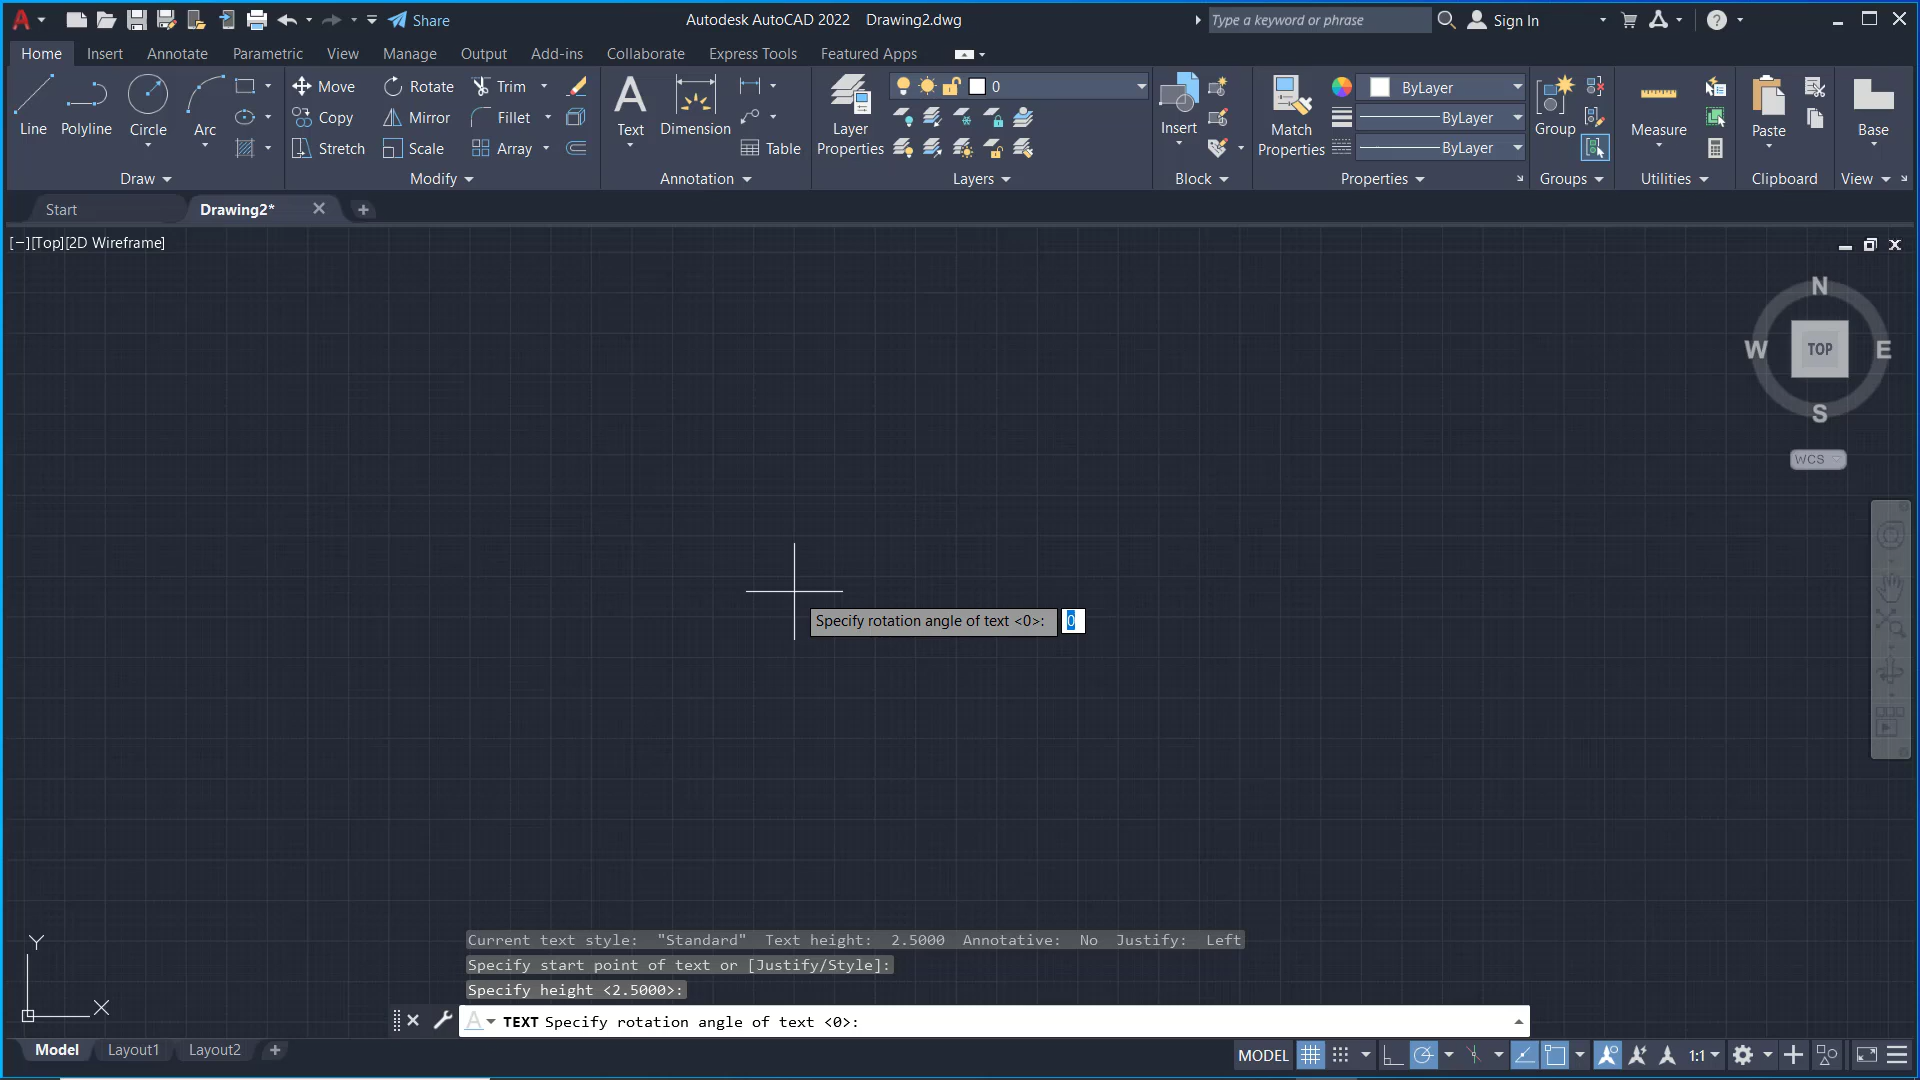 Share
Autodesk AutoCAD 2022 Drawing2.dwg
Type a keyword or phrase
Sign In
Home Insert Annotate Parametric View Manage Output Add-ins Collaborate Express Tools Featured Apps
Line Polyline Circle Arc
Draw
Move Rotate Trim
Copy Mirror Fillet
Stretch Scale Array
Modify
Text Dimension Table
Annotation
Layer
Properties
0
Layers
Insert
Block
Match
Properties
ByLayer
ByLayer
ByLayer
Properties
Group
Groups
Measure
Utilities
Paste
Clipboard
Base
View
Start Drawing2*
[−][Top][2D Wireframe]
N
W TOP E
S
WCS
Specify rotation angle of text <0>: 0
Y
X
Current text style: "Standard" Text height: 2.5000 Annotative: No Justify: Left
Specify start point of text or [Justify/Style]:
Specify height <2.5000>:
TEXT Specify rotation angle of text <0>:
Model Layout1 Layout2
MODEL 1:1